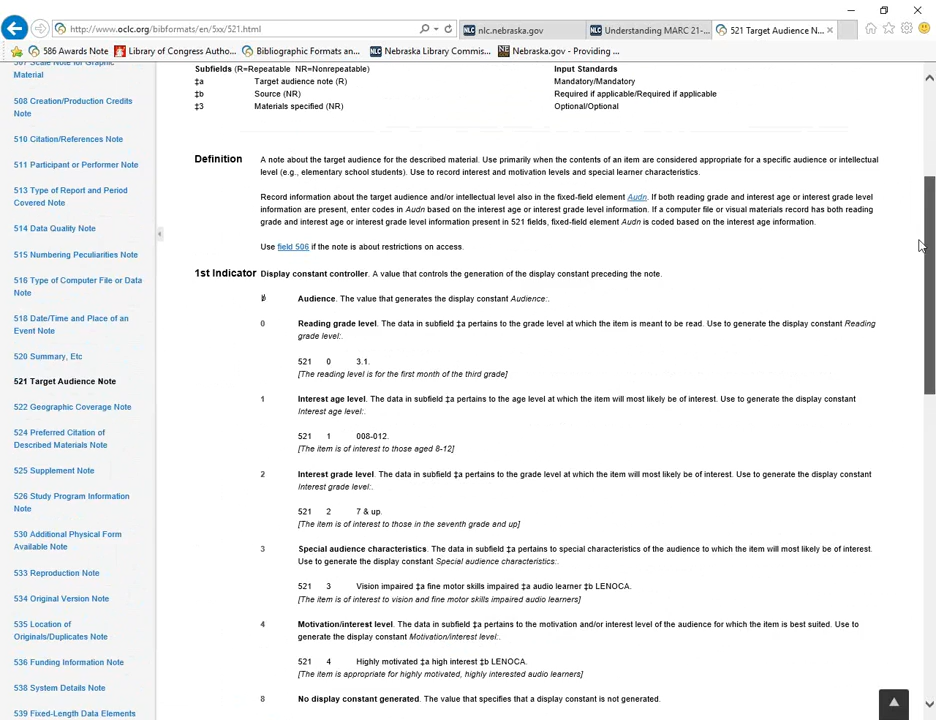 http://www.oclc.org/bibformats/en/5xx/521.html
nlc.nebraska.gov
Understanding MARC 21-...
521 Target Audience N...
586 Awards Note
Library of Congress Autho...
Bibliographic Formats an...
Nebraska Library Commis...
Nebraska.gov - Providing ...
507 Scale Note for Graphic
Material
508 Creation/Production Credits
Note
510 Citation/References Note
511 Participant or Performer Note
513 Type of Report and Period
Covered Note
514 Data Quality Note
515 Numbering Peculiarities Note
516 Type of Computer File or Data
Note
518 Date/Time and Place of an
Event Note
520 Summary, Etc
521 Target Audience Note
522 Geographic Coverage Note
524 Preferred Citation of
Described Materials Note
525 Supplement Note
526 Study Program Information
Note
530 Additional Physical Form
Available Note
533 Reproduction Note
534 Original Version Note
535 Location of
Originals/Duplicates Note
536 Funding Information Note
538 System Details Note
539 Fixed-Length Data Elements
Subfields (R=Repeatable NR=Nonrepeatable) Input Standards
‡a Target audience note (R) Mandatory/Mandatory
‡b Source (NR) Required if applicable/Required if applicable
‡3 Materials specified (NR) Optional/Optional
Definition A note about the target audience for the described material. Use primarily when the contents of an item are considered appropriate for a specific audience or intellectual
level (e.g., elementary school students). Use to record interest and motivation levels and special learner characteristics.
Record information about the target audience and/or intellectual level also in the fixed-field element Audn. If both reading grade and interest age or interest grade level
information are present, enter codes in Audn based on the interest age or interest grade level information. If a computer file or visual materials record has both reading
grade and interest age or interest grade level information present in 521 fields, fixed-field element Audn is coded based on the interest age information.
Use field 506 if the note is about restrictions on access.
1st Indicator Display constant controller. A value that controls the generation of the display constant preceding the note.
ƀ Audience. The value that generates the display constant Audience:.
0 Reading grade level. The data in subfield ‡a pertains to the grade level at which the item is meant to be read. Use to generate the display constant Reading
grade level:.
521 0 3.1.
[The reading level is for the first month of the third grade]
1 Interest age level. The data in subfield ‡a pertains to the age level at which the item will most likely be of interest. Use to generate the display constant
Interest age level:.
521 1 008-012.
[The item is of interest to those aged 8-12]
2 Interest grade level. The data in subfield ‡a pertains to the grade level at which the item will most likely be of interest. Use to generate the display constant
Interest grade level:.
521 2 7 & up.
[The item is of interest to those in the seventh grade and up]
3 Special audience characteristics. The data in subfield ‡a pertains to special characteristics of the audience to which the item will most likely be of interest.
Use to generate the display constant Special audience characteristics:.
521 3 Vision impaired ‡a fine motor skills impaired ‡a audio learner ‡b LENOCA.
[The item is of interest to vision and fine motor skills impaired audio learners]
4 Motivation/interest level. The data in subfield ‡a pertains to the motivation and/or interest level of the audience for which the item is best suited. Use to
generate the display constant Motivation/interest level:.
521 4 Highly motivated ‡a high interest ‡b LENOCA.
[The item is appropriate for highly motivated, highly interested audiences]
8 No display constant generated. The value that specifies that a display constant is not generated.